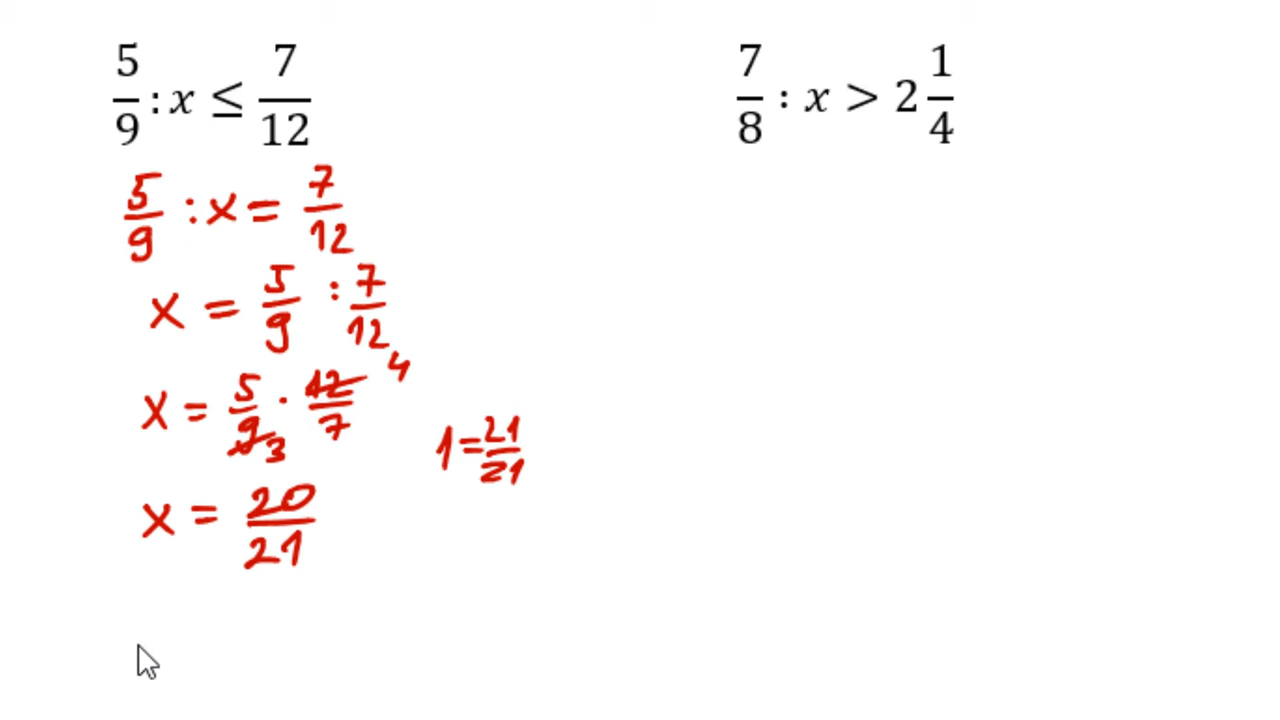 5/9 : x ≤ 7/12
7/8 : x > 2 1/4
5/9 : x = 7/12
x = 5/9 : 7/12
x = 5/9 3 · 12/7 4
1 = 21/21
x = 20/21